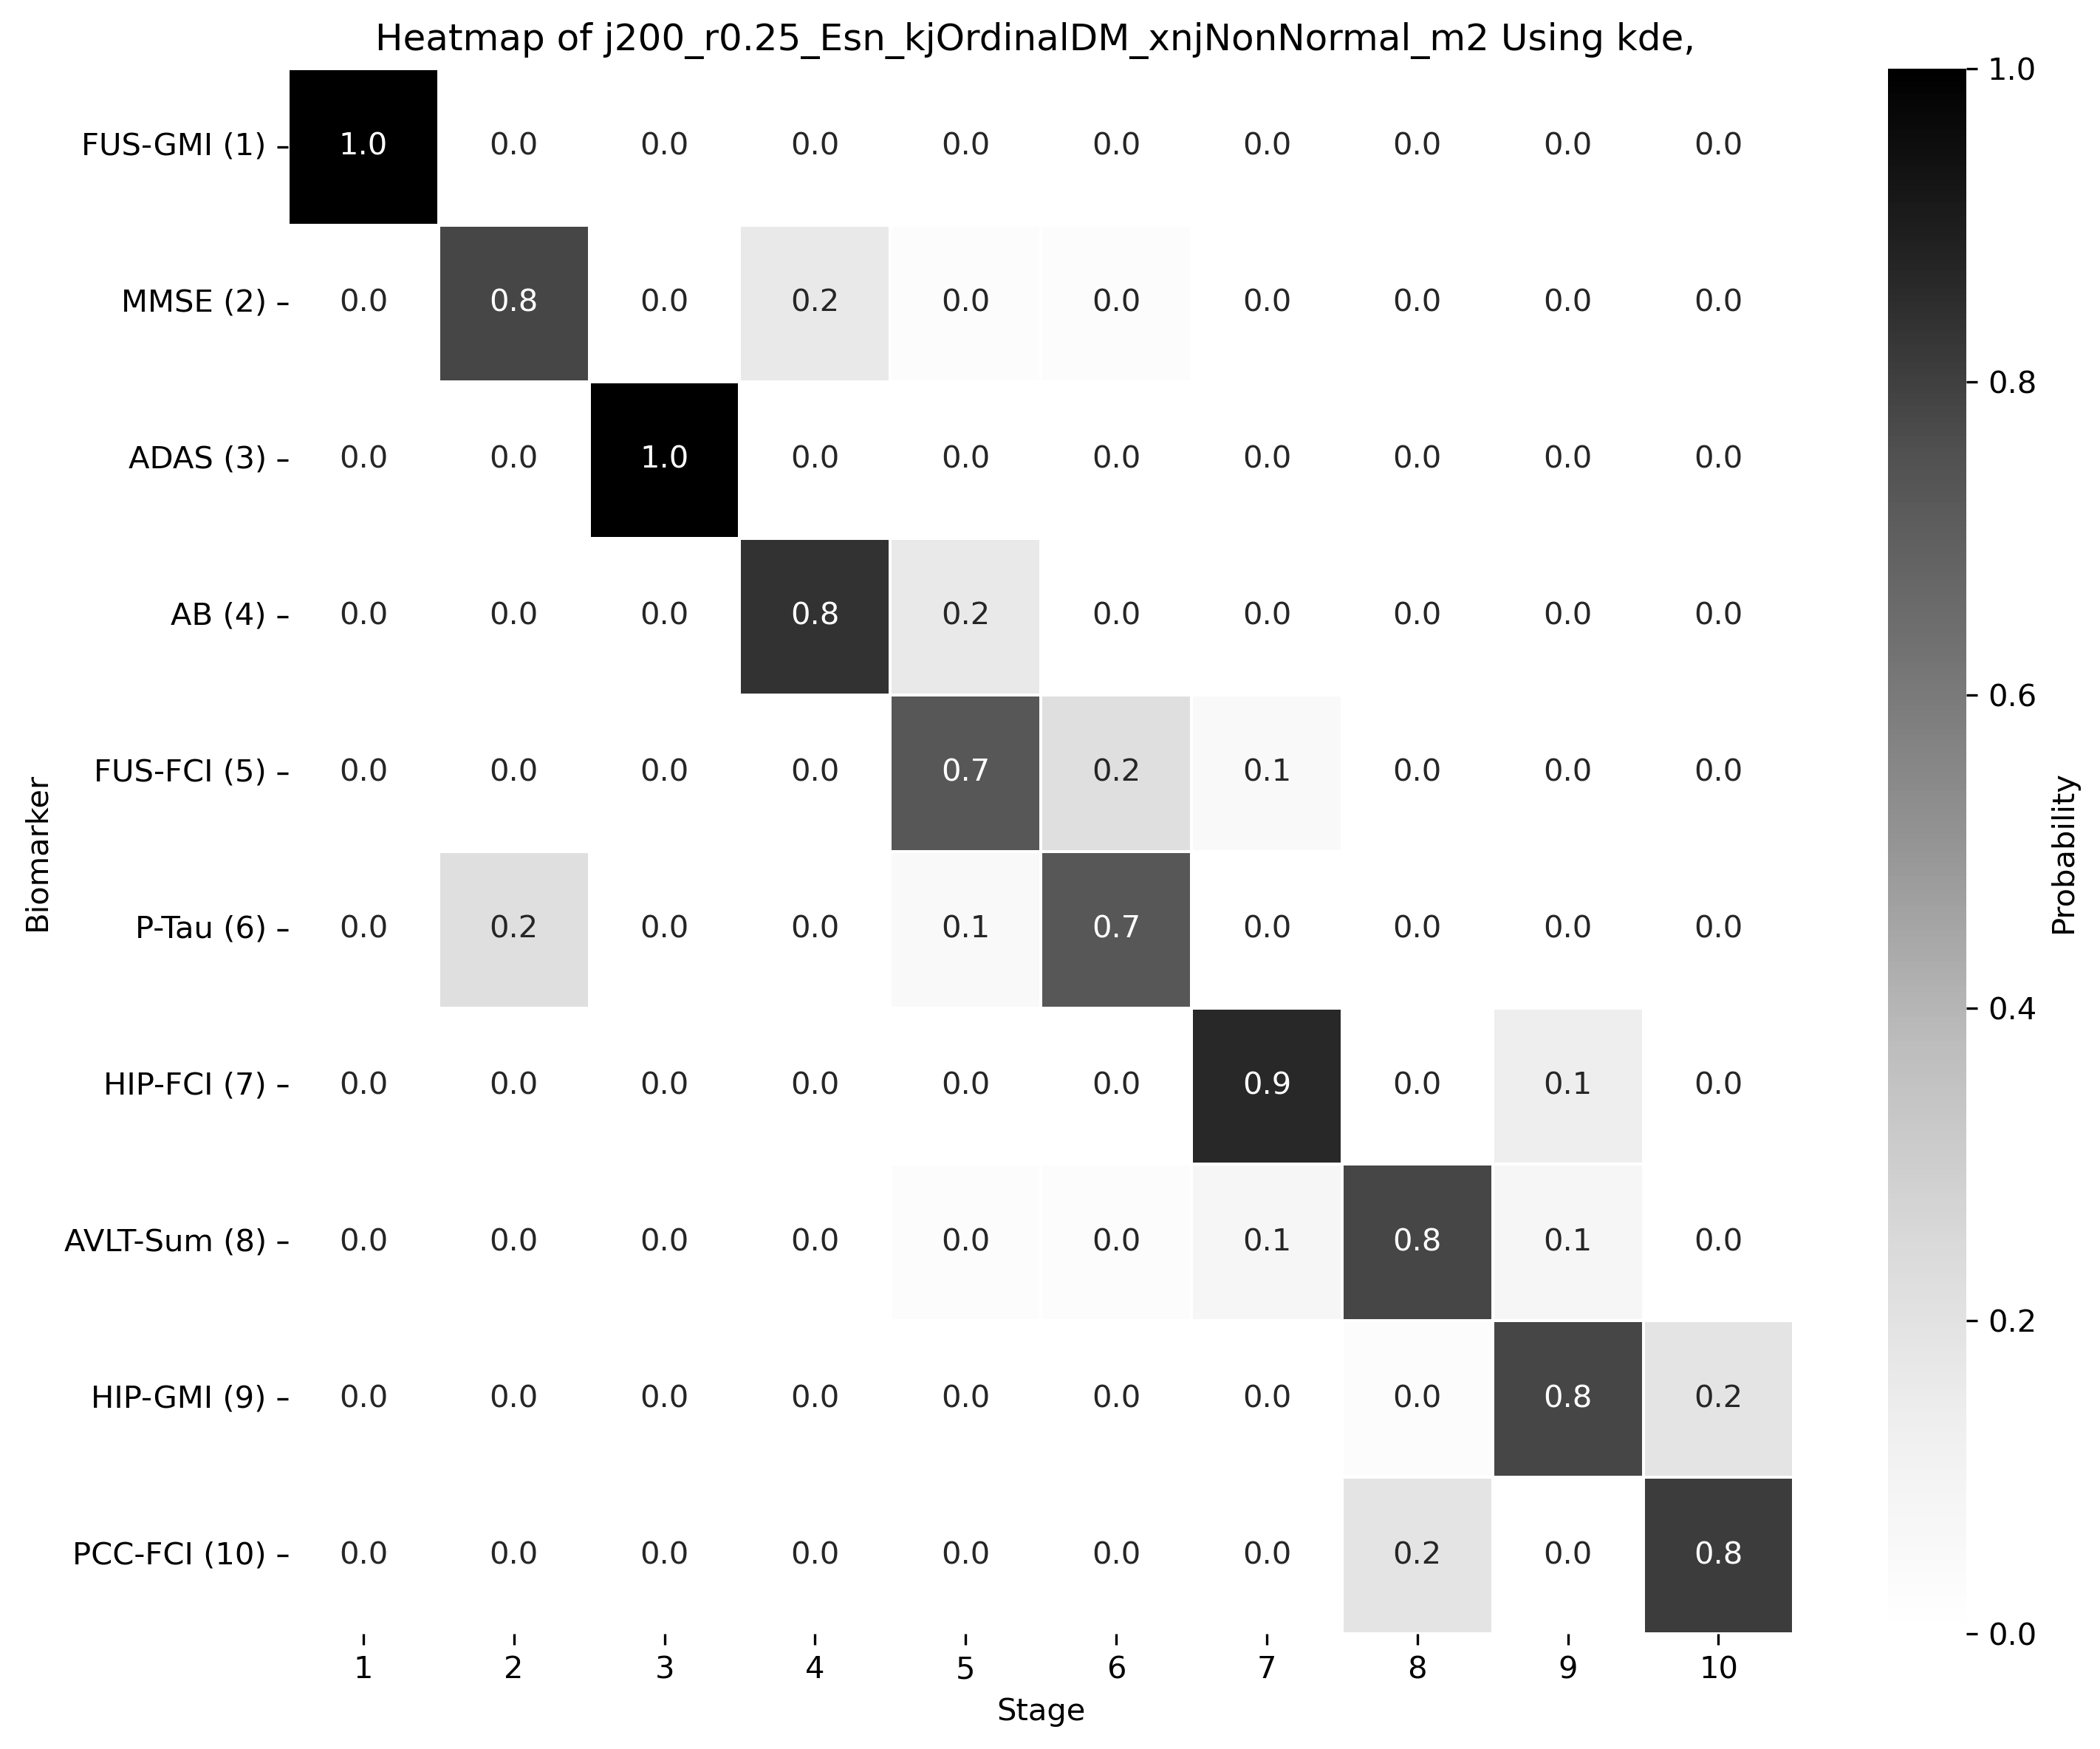 Heatmap of j200_r0.25_Esn_kjOrdinalDM_xnjNonNormal_m2 Using kde,
FUS-GMI (1) 1.0 0.0 0.0 0.0 0.0 0.0 0.0 0.0 0.0 0.0
MMSE (2) 0.0 0.8 0.0 0.2 0.0 0.0 0.0 0.0 0.0 0.0
ADAS (3) 0.0 0.0 1.0 0.0 0.0 0.0 0.0 0.0 0.0 0.0
AB (4) 0.0 0.0 0.0 0.8 0.2 0.0 0.0 0.0 0.0 0.0
FUS-FCI (5) 0.0 0.0 0.0 0.0 0.7 0.2 0.1 0.0 0.0 0.0
P-Tau (6) 0.0 0.2 0.0 0.0 0.1 0.7 0.0 0.0 0.0 0.0
HIP-FCI (7) 0.0 0.0 0.0 0.0 0.0 0.0 0.9 0.0 0.1 0.0
AVLT-Sum (8) 0.0 0.0 0.0 0.0 0.0 0.0 0.1 0.8 0.1 0.0
HIP-GMI (9) 0.0 0.0 0.0 0.0 0.0 0.0 0.0 0.0 0.8 0.2
PCC-FCI (10) 0.0 0.0 0.0 0.0 0.0 0.0 0.0 0.2 0.0 0.8
1 2 3 4 5 6 7 8 9 10
Stage
Biomarker
1.0
0.8
0.6
0.4
0.2
0.0
Probability